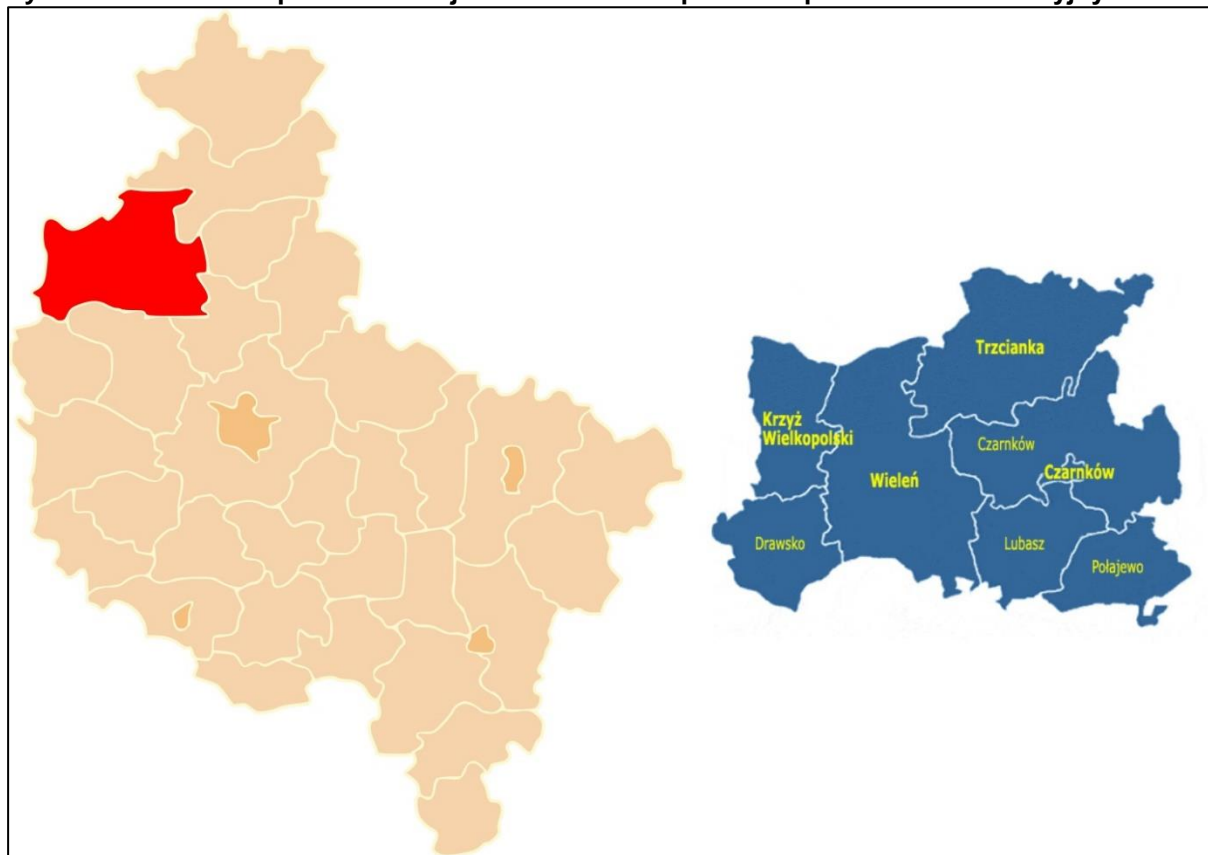 Trzcianka
Krzyż
Wielkopolski
Czarnków
Wieleń
Czarnków
Drawsko
Lubasz
Połajewo